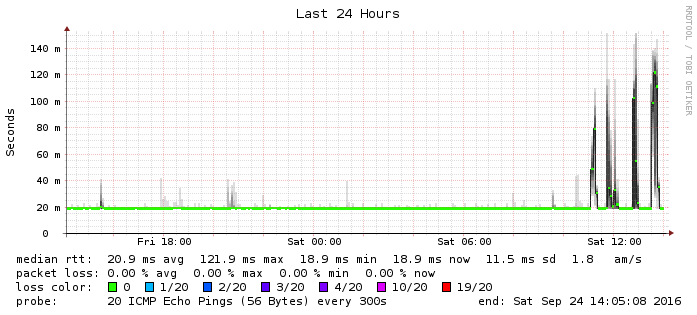 Last 24 Hours
RRDTOOL / TOBI OETIKER
Seconds
140 m
120 m
100 m
80 m
60 m
40 m
20 m
0
Fri 18:00 Sat 00:00 Sat 06:00 Sat 12:00
median rtt: 20.9 ms avg 121.9 ms max 18.9 ms min 18.9 ms now 11.5 ms sd 1.8 am/s
packet loss: 0.00 % avg 0.00 % max 0.00 % min 0.00 % now
loss color: 0 1/20 2/20 3/20 4/20 10/20 19/20
probe: 20 ICMP Echo Pings (56 Bytes) every 300s end: Sat Sep 24 14:05:08 2016